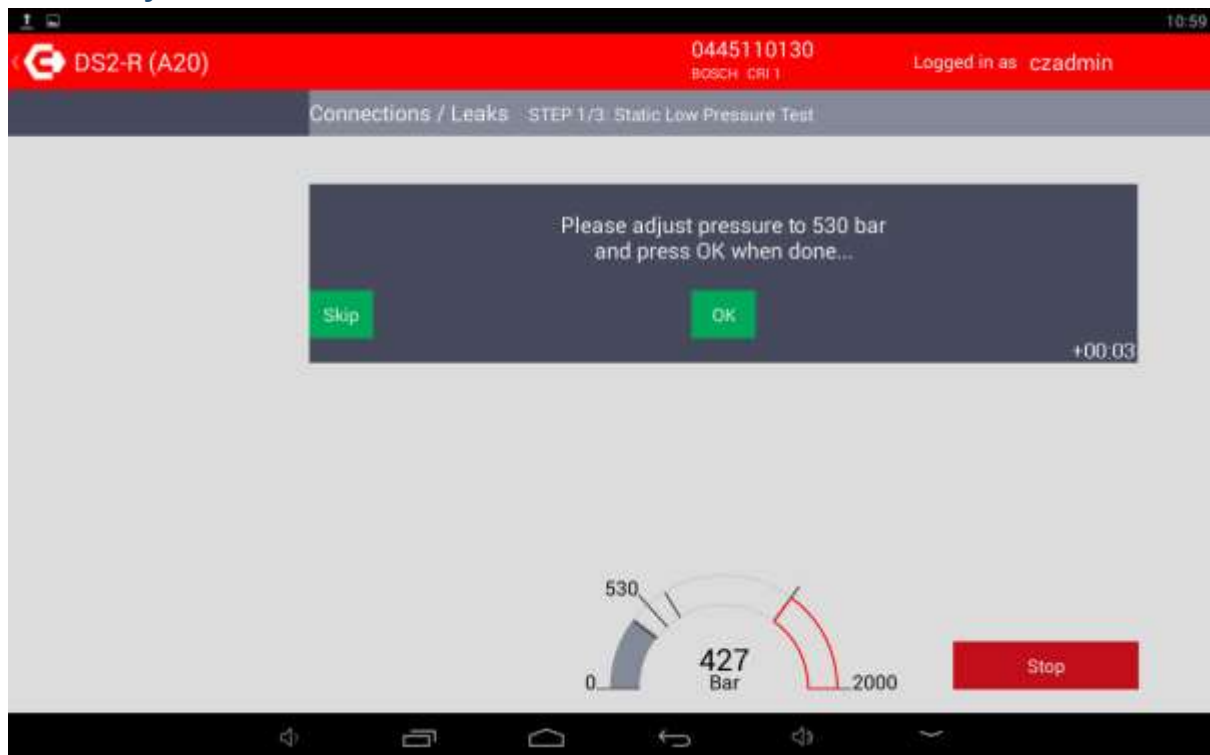 10:59
DS2-R (A20)
0445110130
BOSCH CRI 1
Logged in as czadmin
Connections / Leaks STEP 1/3: Static Low Pressure Test
Please adjust pressure to 530 bar
and press OK when done...
Skip
OK
+00:03
530
427
Bar
0
2000
Stop